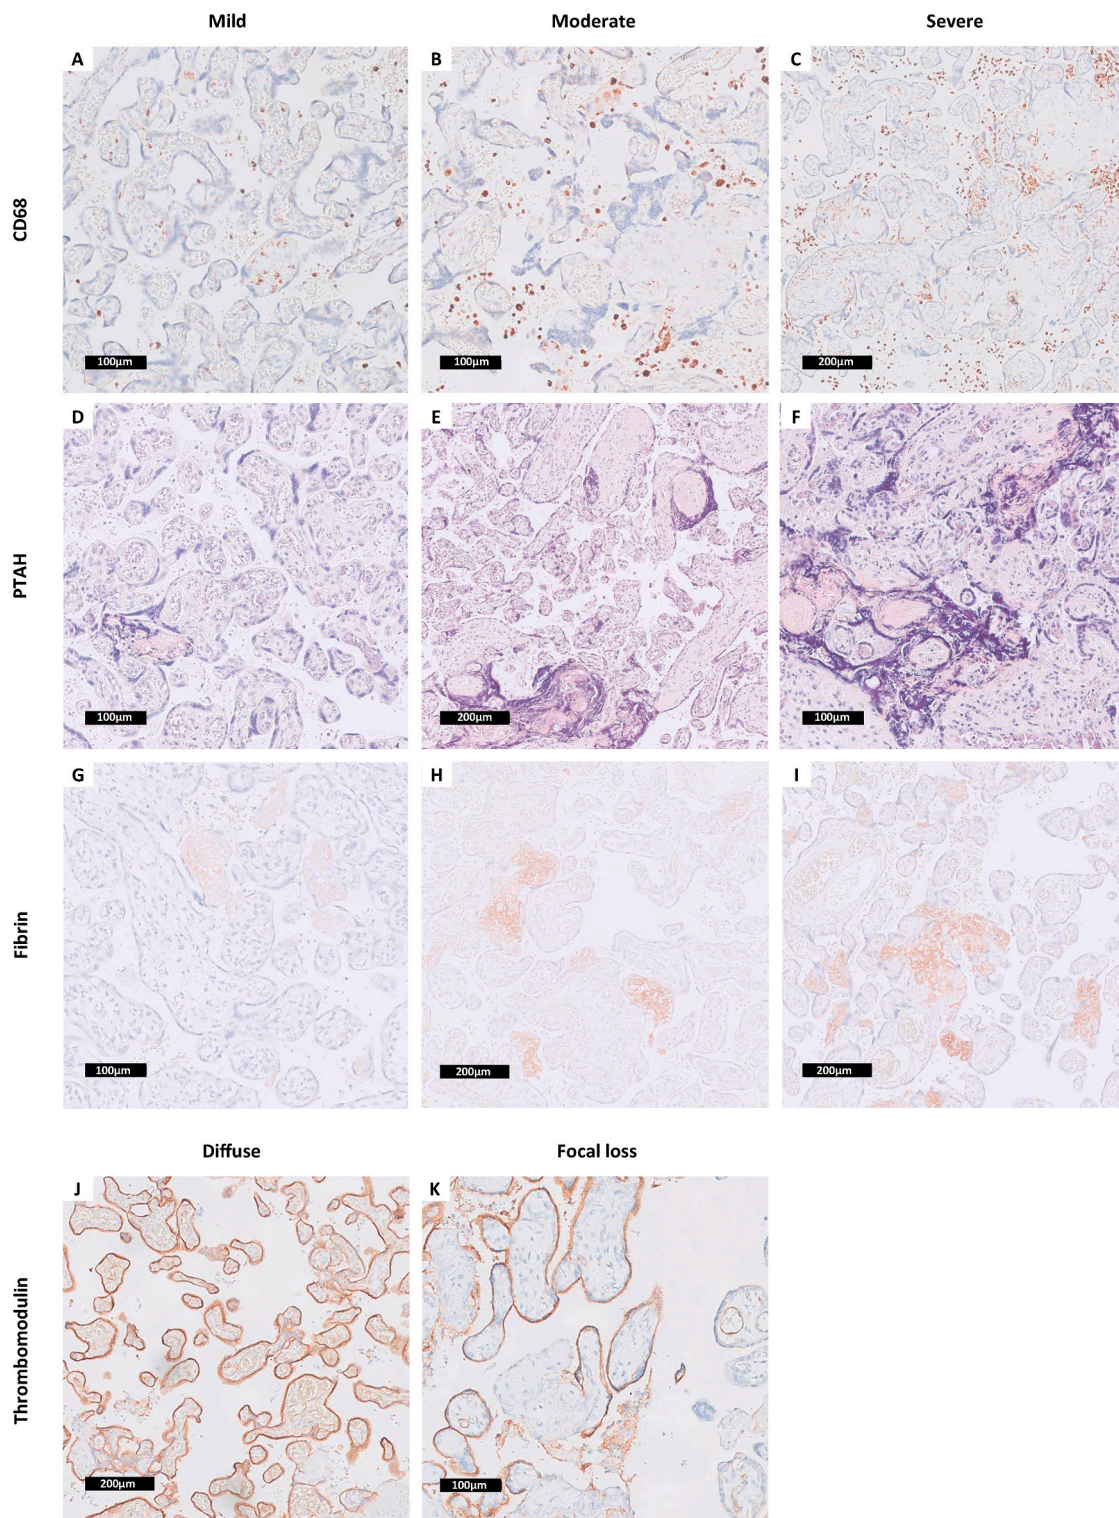 Mild Moderate Severe
CD68
A B C
100µm 100µm 200µm
PTAH
D E F
100µm 200µm 100µm
Fibrin
G H I
100µm 200µm 200µm
Diffuse Focal loss
Thrombomodulin
J K
200µm 100µm